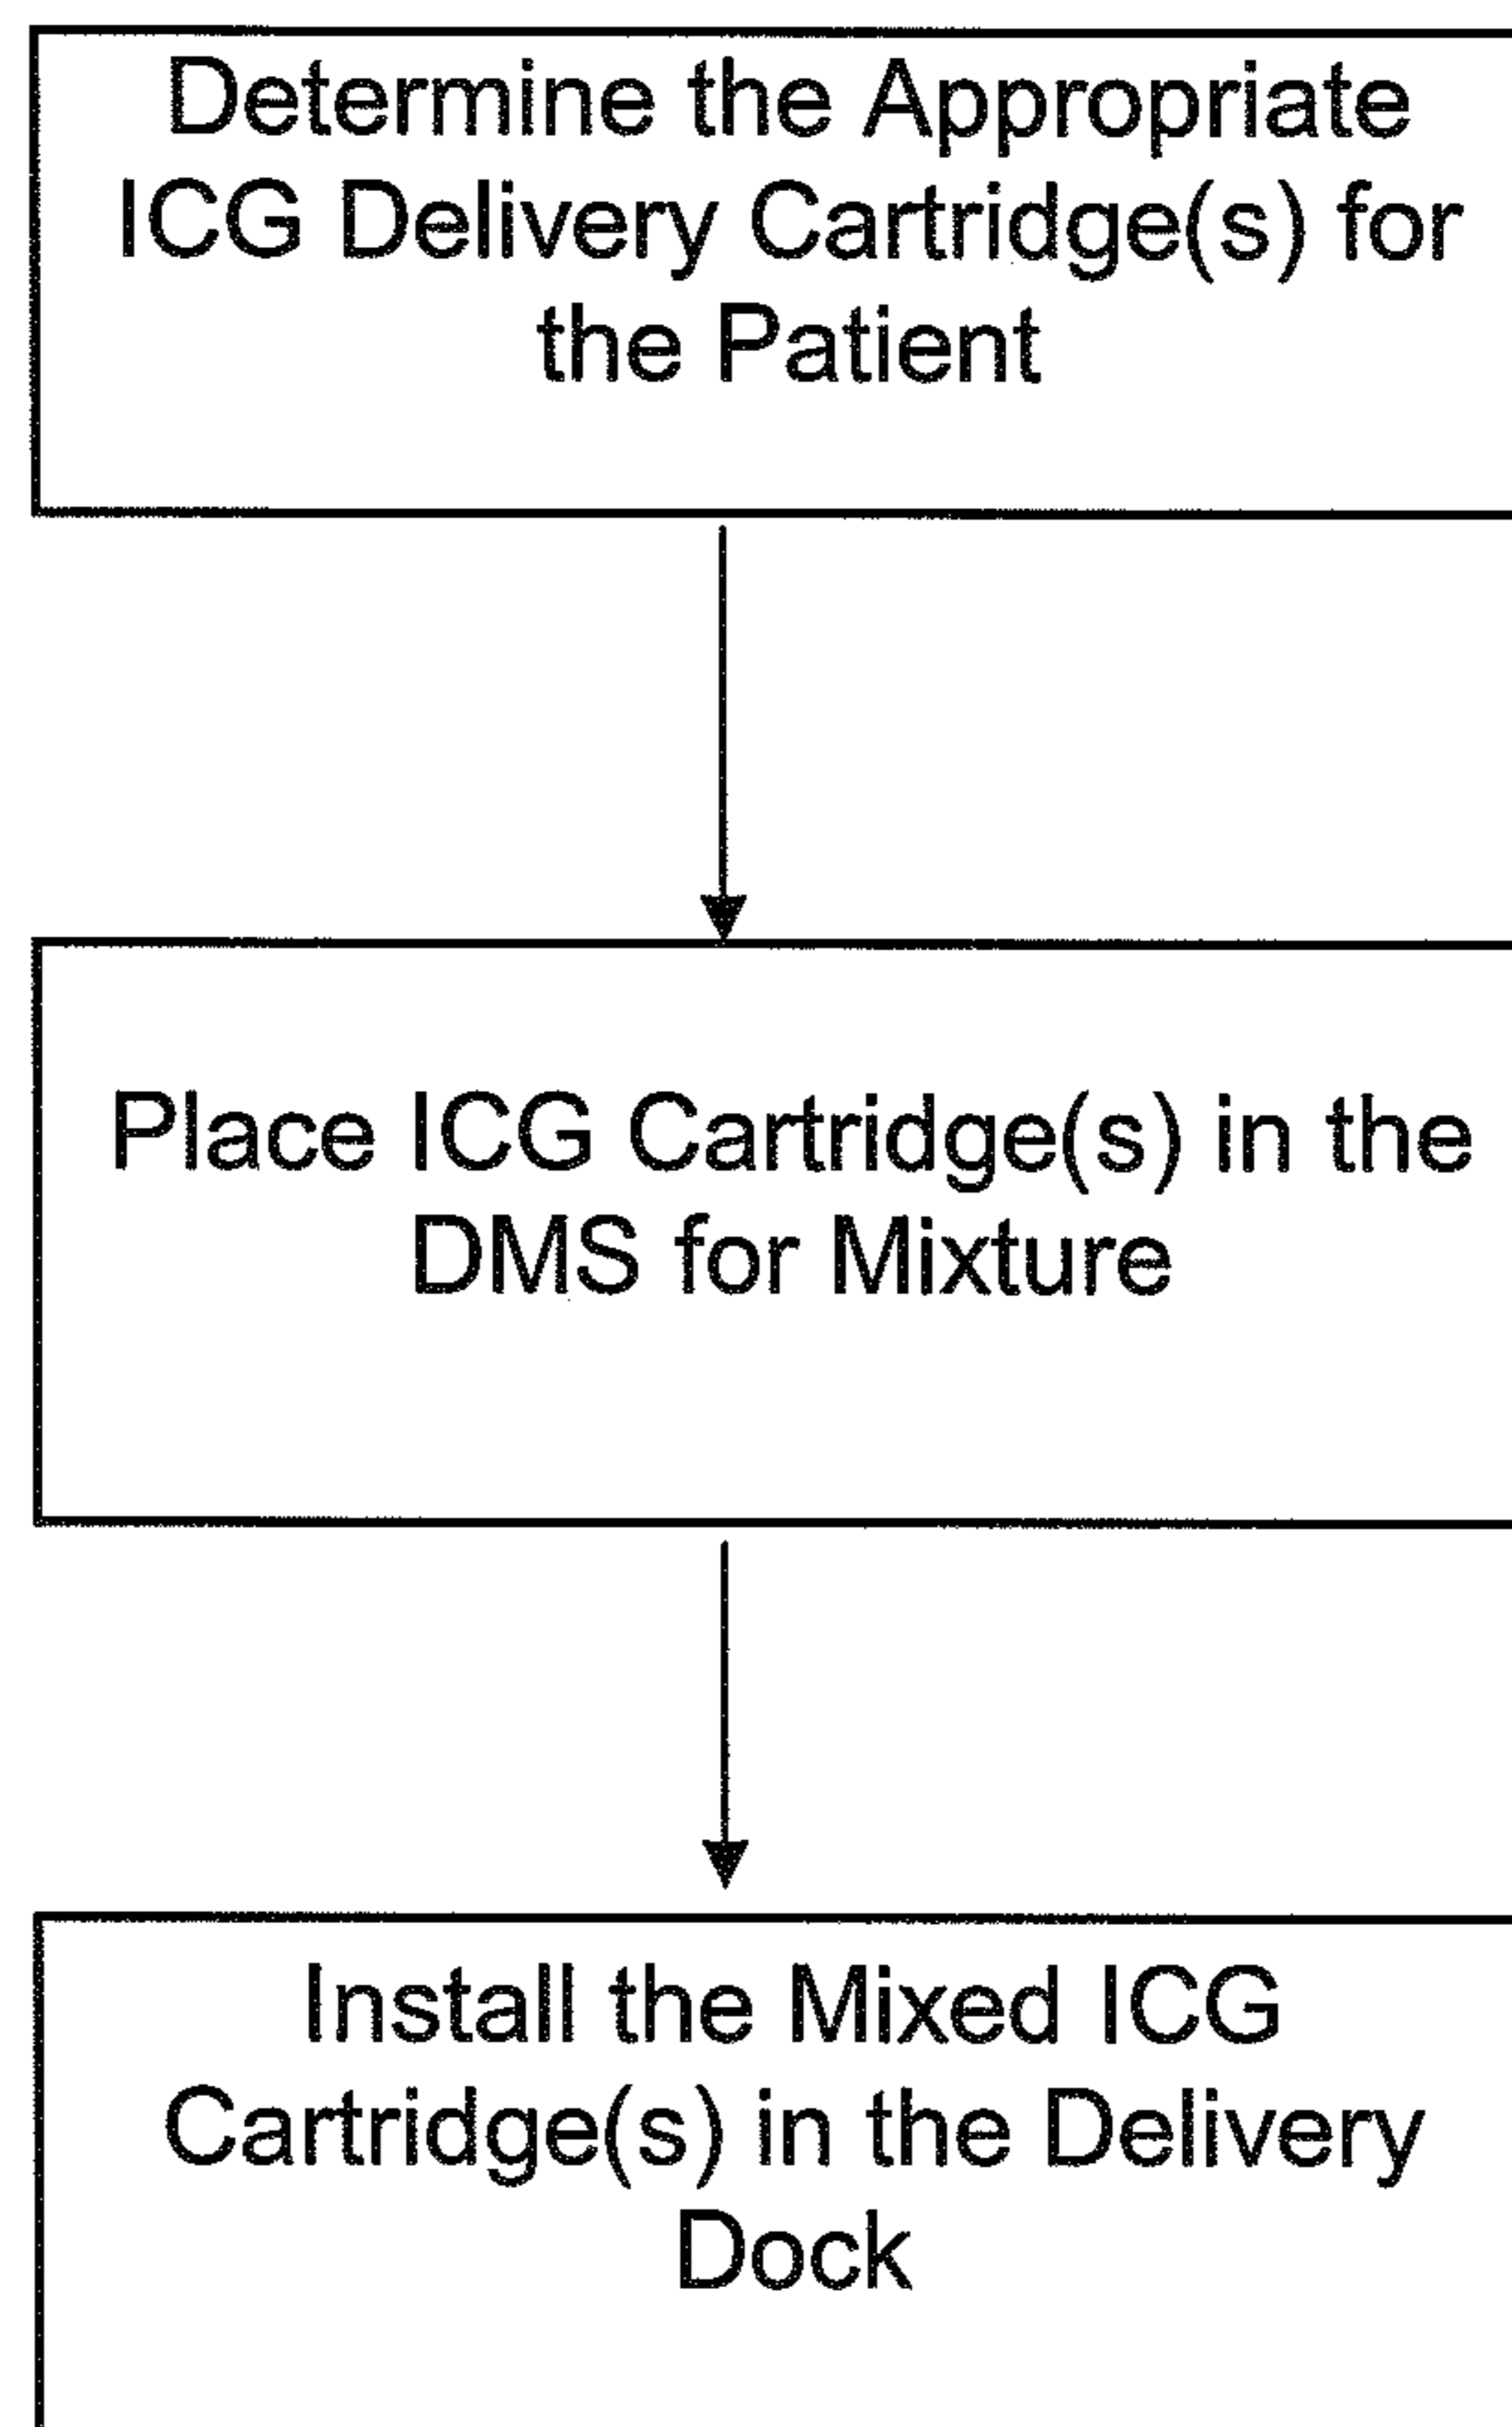 Determine the Appropriate
ICG Delivery Cartridge(s) for
the Patient
Place ICG Cartridge(s) in the
DMS for Mixture
Install the Mixed ICG
Cartridge(s) in the Delivery
Dock